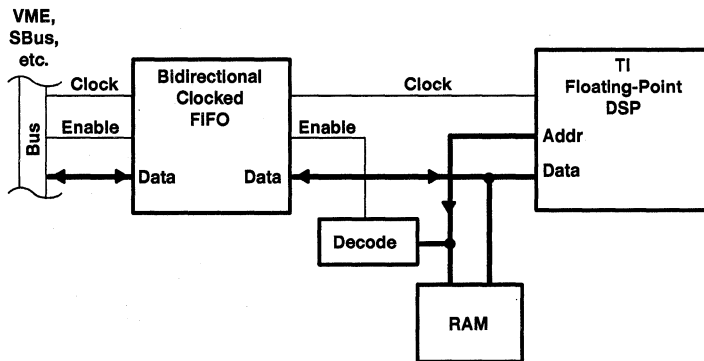 VME,
SBus,
etc.
Bus
Clock
Enable
Bidirectional
Clocked
FIFO
Data
Data
Clock
Enable
TI
Floating-Point
DSP
Addr
Data
Decode
RAM